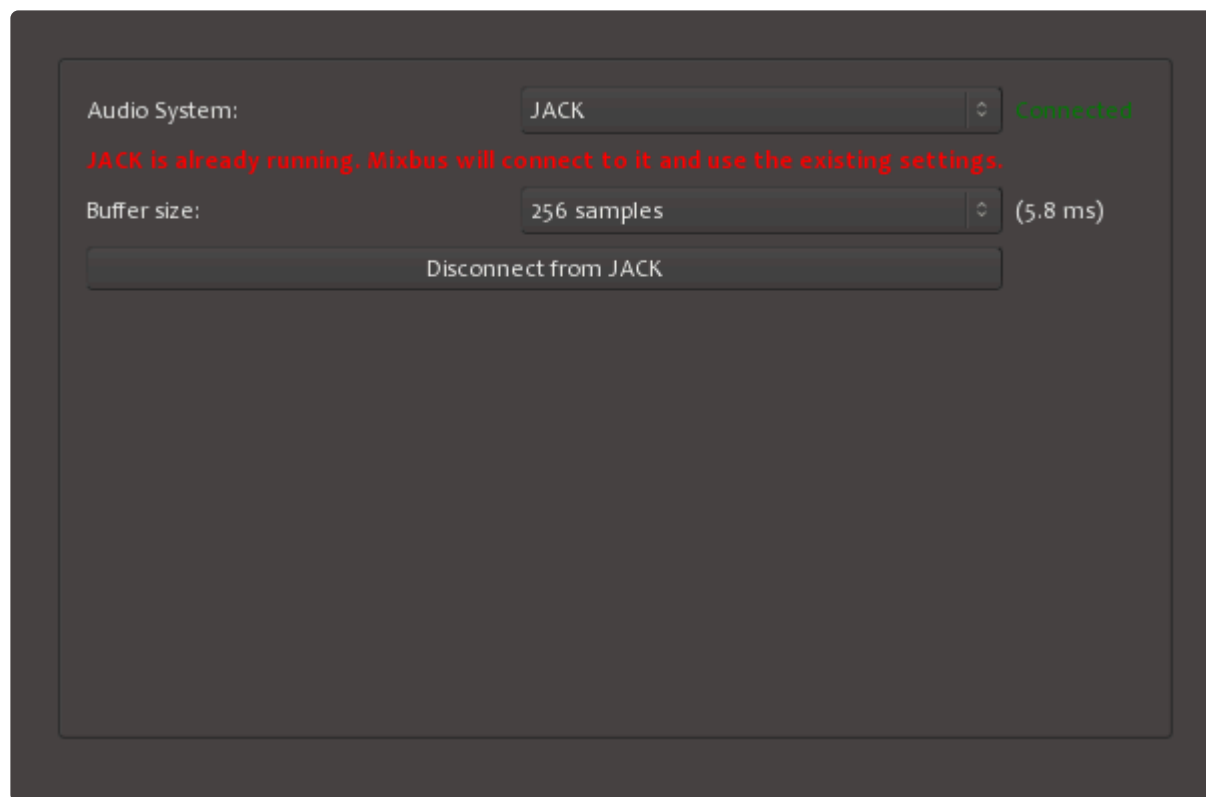 Audio System: JACK Connected
JACK is already running. Mixbus will connect to it and use the existing settings.
Buffer size: 256 samples (5.8 ms)
Disconnect from JACK